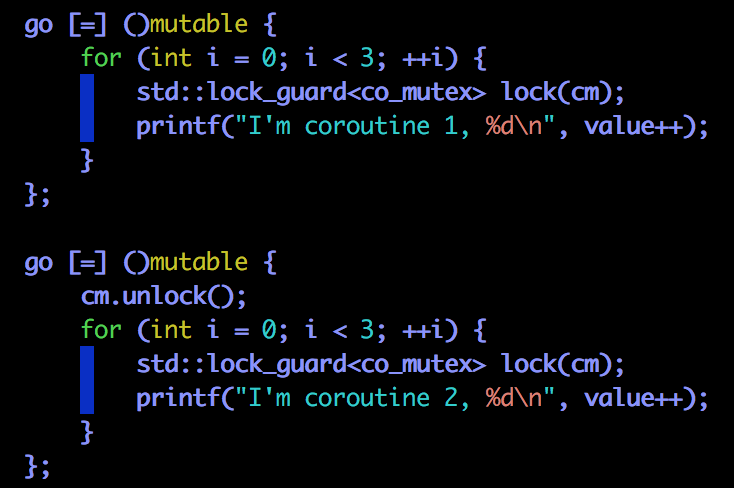 go [=] ()mutable {
    for (int i = 0; i < 3; ++i) {
        std::lock_guard<co_mutex> lock(cm);
        printf("I'm coroutine 1, %d\n", value++);
    }
};

go [=] ()mutable {
    cm.unlock();
    for (int i = 0; i < 3; ++i) {
        std::lock_guard<co_mutex> lock(cm);
        printf("I'm coroutine 2, %d\n", value++);
    }
};